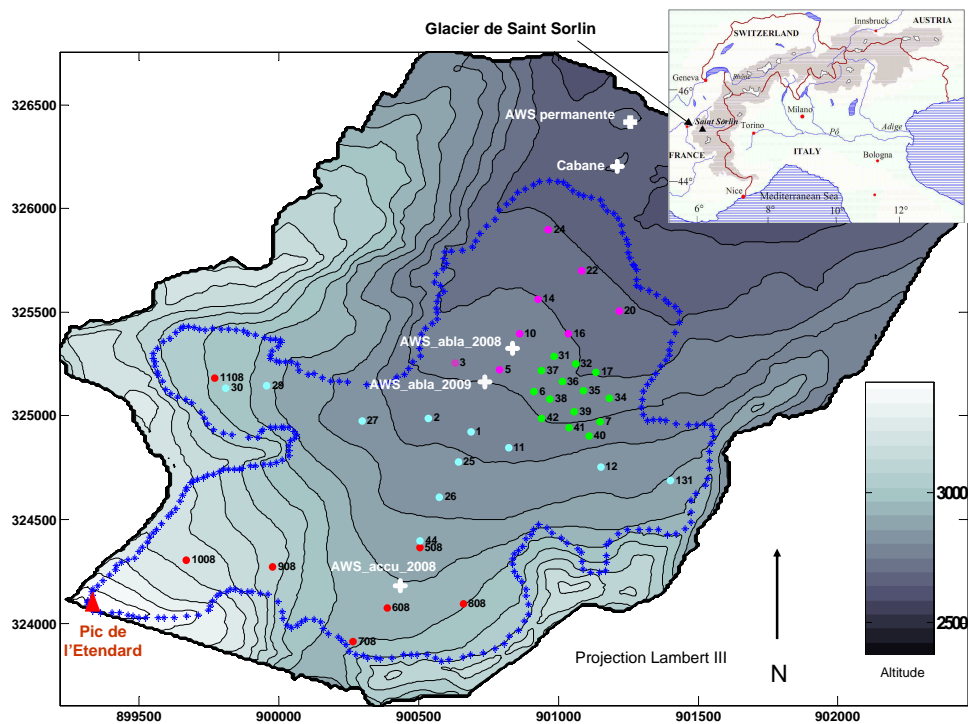 Glacier de Saint Sorlin
SWITZERLAND
Innsbruck
AUSTRIA
Geneva
Rhône
46°
Milano
Saint Sorlin
Torino
Pô
Adige
FRANCE
ITALY
Bologna
44°
Nice
Mediterranean Sea
6°
8°
10°
12°
326500
326000
325500
325000
324500
324000
AWS permanente
Cabane
24
22
14
20
10
16
AWS_abla_2008
31
3
32
5
37
17
AWS_abla_2009
36
6
35
38
34
39
42
7
41
40
1108
30
29
27
2
1
11
25
12
131
26
44
508
AWS_accu_2008
1008
908
608
808
708
Pic de
l'Etendard
Projection Lambert III
N
3000
2500
Altitude
899500
900000
900500
901000
901500
902000